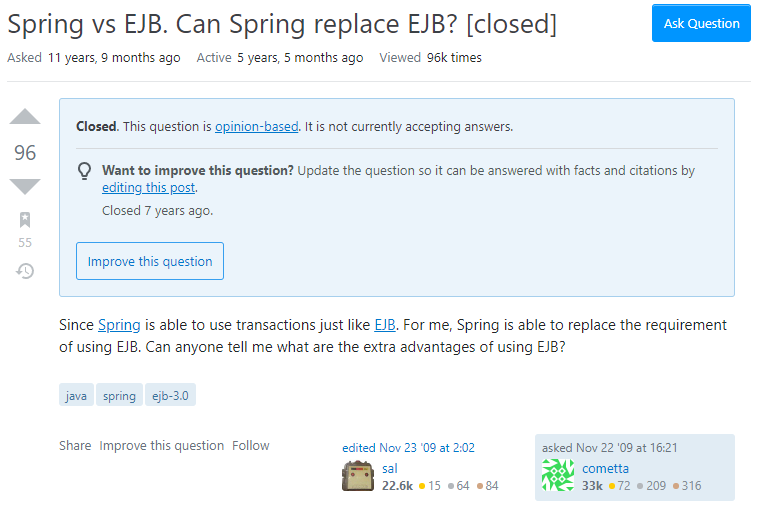 Spring vs EJB. Can Spring replace EJB? [closed]
Ask Question
Asked 11 years, 9 months ago Active 5 years, 5 months ago Viewed 96k times
96
55
Closed. This question is opinion-based. It is not currently accepting answers.
Want to improve this question? Update the question so it can be answered with facts and citations by
editing this post.
Closed 7 years ago.
Improve this question
Since Spring is able to use transactions just like EJB. For me, Spring is able to replace the requirement
of using EJB. Can anyone tell me what are the extra advantages of using EJB?
java spring ejb-3.0
Share Improve this question Follow
edited Nov 23 '09 at 2:02
sal
22.6k 15 64 84
asked Nov 22 '09 at 16:21
cometta
33k 72 209 316